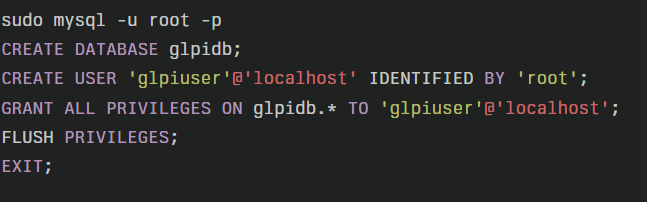 sudo mysql -u root -p
CREATE DATABASE glpidb;
CREATE USER 'glpiuser'@'localhost' IDENTIFIED BY 'root';
GRANT ALL PRIVILEGES ON glpidb.* TO 'glpiuser'@'localhost';
FLUSH PRIVILEGES;
EXIT;